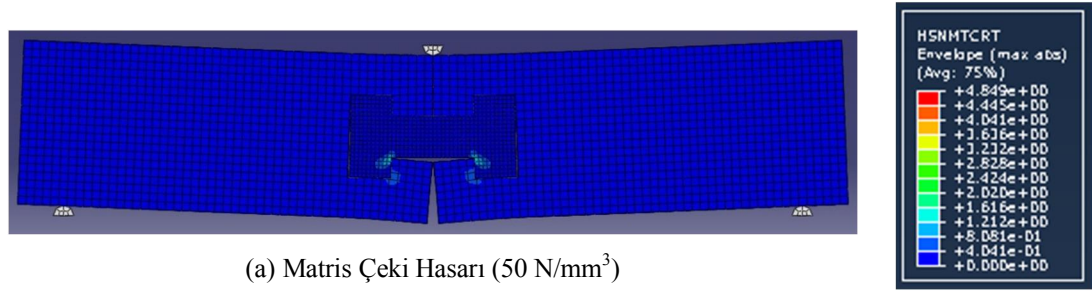 HSNMTCRT
Envelope (max abs)
(Avg: 75%)
+4.849e+00
+4.445e+00
+4.041e+00
+3.636e+00
+3.232e+00
+2.828e+00
+2.424e+00
+2.020e+00
+1.616e+00
+1.212e+00
+8.081e-01
+4.041e-01
+0.000e+00
(a) Matris Çeki Hasarı (50 N/mm³)